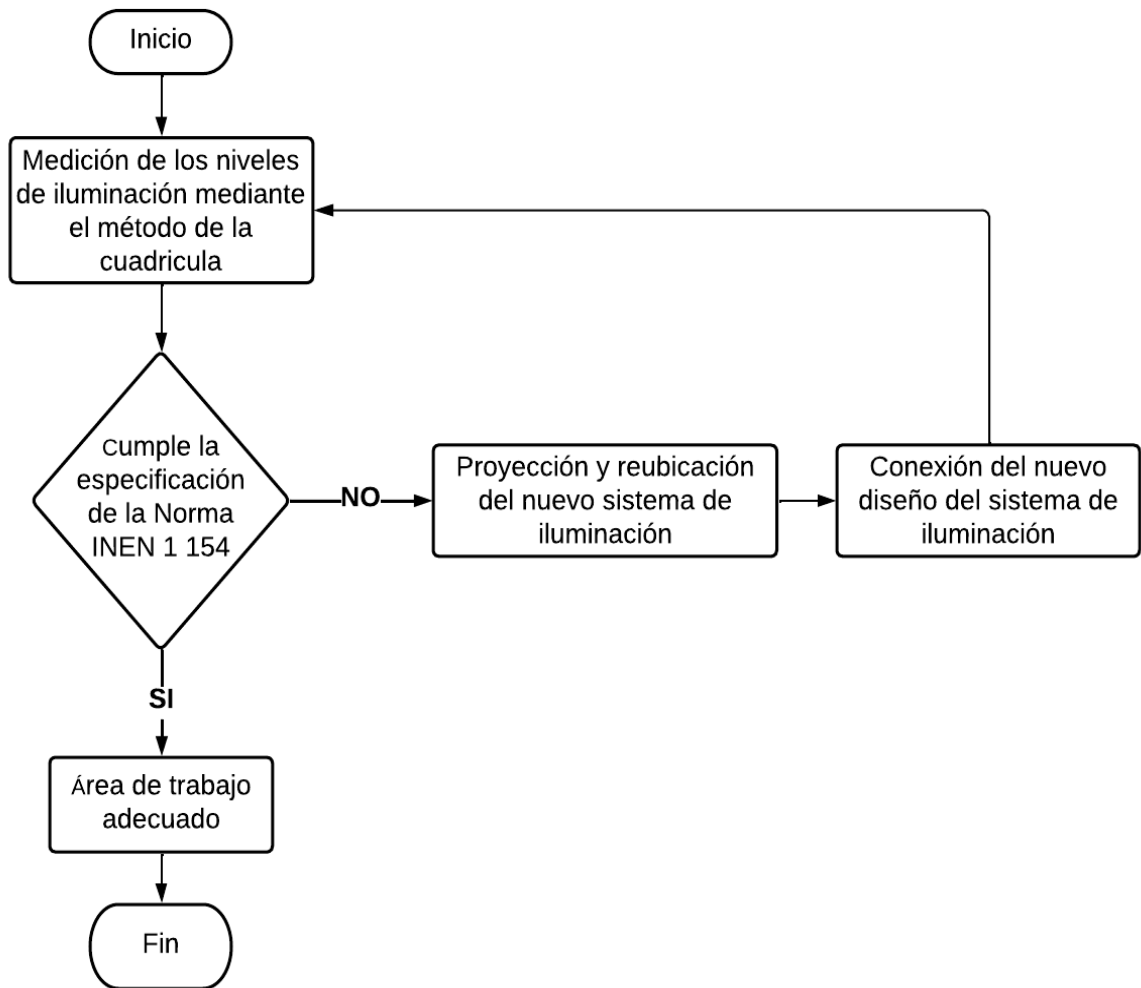 Inicio
Medición de los niveles
de iluminación mediante
el método de la
cuadricula
Cumple la
especificación
de la Norma
INEN 1 154
NO
Proyección y reubicación
del nuevo sistema de
iluminación
Conexión del nuevo
diseño del sistema de
iluminación
SI
Área de trabajo
adecuado
Fin